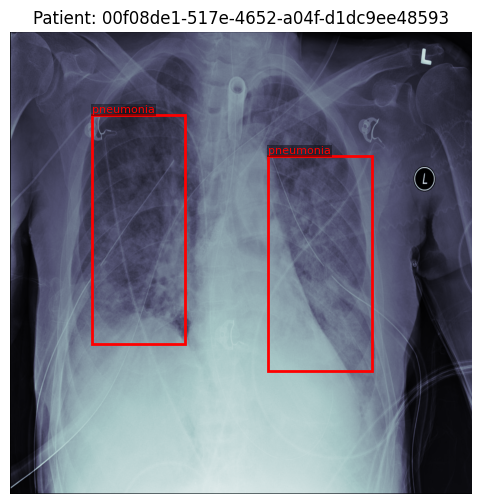 Patient: 00f08de1-517e-4652-a04f-d1dc9ee48593
L
pneumonia
pneumonia
L